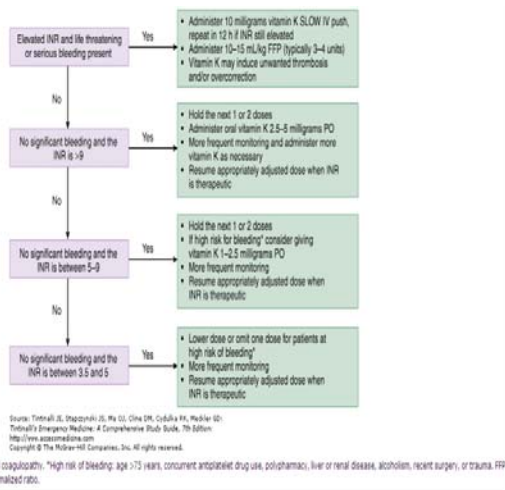 Elevated INR and life threatening
or serious bleeding present
Yes
• Administer 10 milligrams vitamin K SLOW IV push,
repeat in 12 h if INR still elevated
• Administer 10–15 mL/kg FFP (typically 3–4 units)
• Vitamin K may induce unwanted thrombosis
and/or overcorrection
No
No significant bleeding and the
INR is >9
Yes
• Hold the next 1 or 2 doses
• Administer oral vitamin K 2.5–5 milligrams PO
• More frequent monitoring and administer more
vitamin K as necessary
• Resume appropriately adjusted dose when INR
is therapeutic
No
No significant bleeding and the
INR is between 5–9
Yes
• Hold the next 1 or 2 doses
• If high risk for bleeding* consider giving
vitamin K 1–2.5 milligrams PO
• More frequent monitoring
• Resume appropriately adjusted dose when
INR is therapeutic
No
No significant bleeding and the
INR is between 3.5 and 5
Yes
• Lower dose or omit one dose for patients at
high risk of bleeding*
• More frequent monitoring
• Resume appropriately adjusted dose when
INR is therapeutic
Source: Tintinalli JE, Stapczynski JS, Ma OJ, Cline DM, Cydulka RK, Meckler GD:
Tintinalli's Emergency Medicine: A Comprehensive Study Guide, 7th Edition:
http://www.accessmedicine.com
Copyright © The McGraw-Hill Companies, Inc. All rights reserved.
coagulopathy. *High risk of bleeding: age >75 years, concurrent antiplatelet drug use, polypharmacy, liver or renal disease, alcoholism, recent surgery, or trauma. FFP
malized ratio.